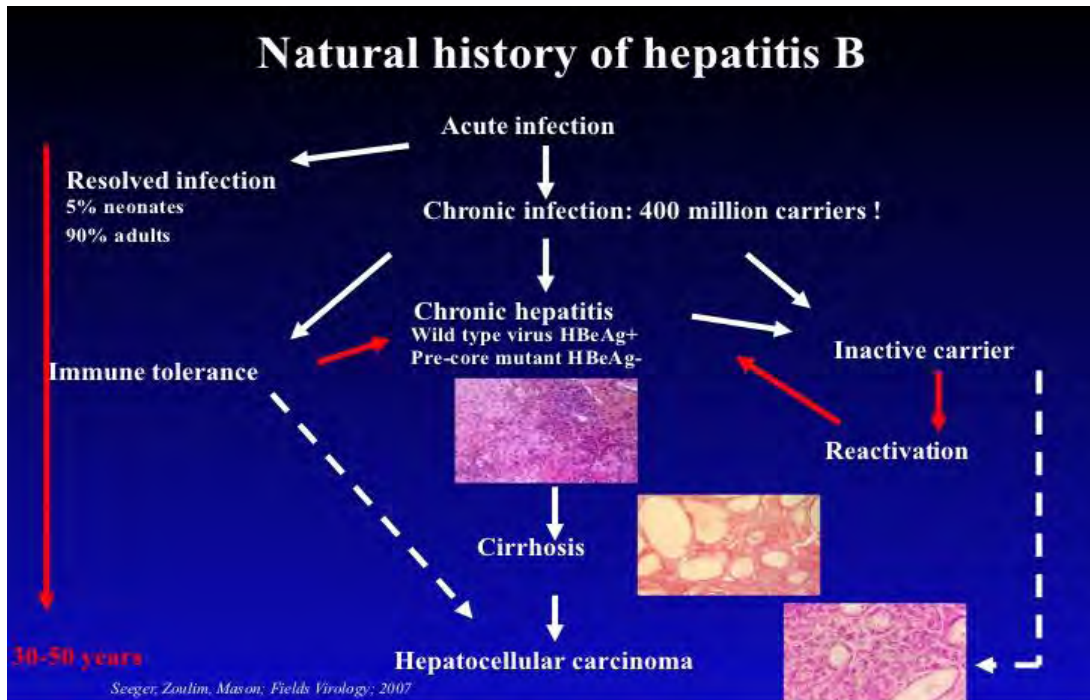 Natural history of hepatitis B
Acute infection
Resolved infection
5% neonates
90% adults
Chronic infection: 400 million carriers !
Chronic hepatitis
Wild type virus HBeAg+
Pre-core mutant HBeAg-
Inactive carrier
Immune tolerance
Reactivation
Cirrhosis
30-50 years
Hepatocellular carcinoma
Seeger, Zoulim, Mason; Fields Virology; 2007